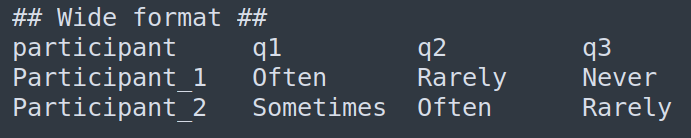 ## Wide format ##
participant     q1         q2         q3
Participant_1   Often      Rarely     Never
Participant_2   Sometimes  Often      Rarely